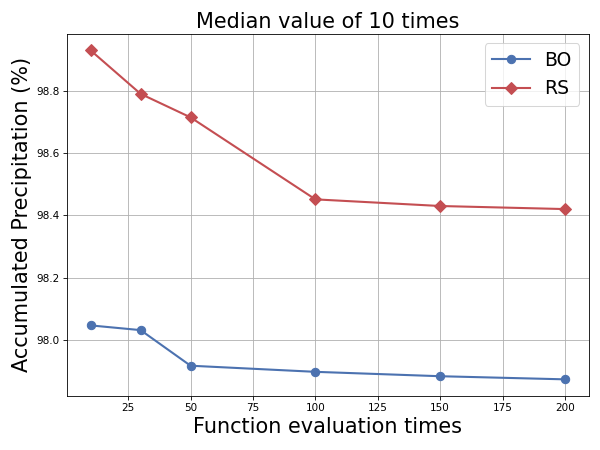 Median value of 10 times
Accumulated Precipitation (%)
98.8
98.6
98.4
98.2
98.0
BO
RS
25
50
75
100
125
150
175
200
Function evaluation times